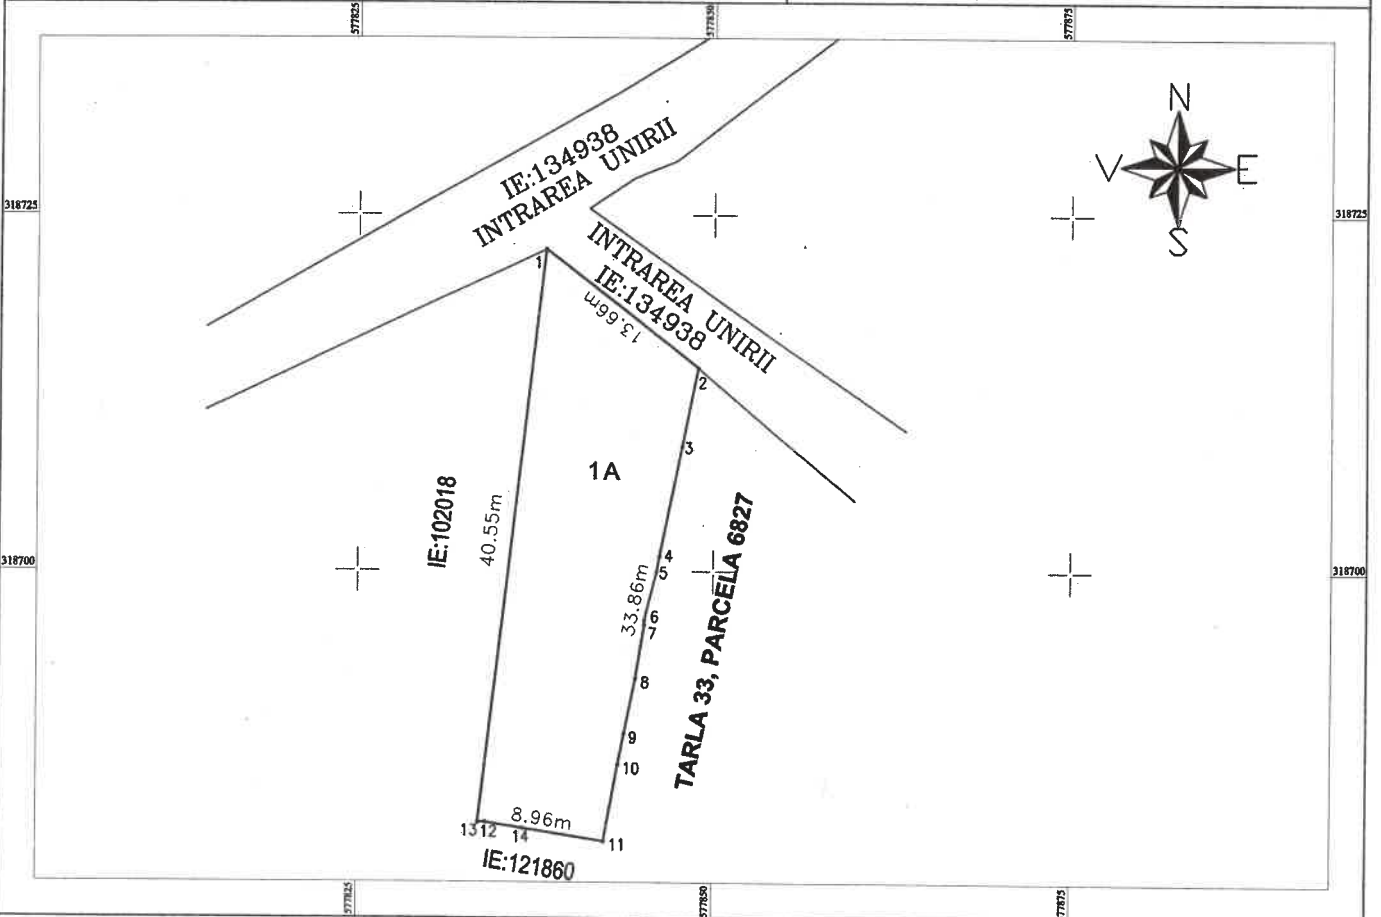 577825
577850
577875
N
V
E
S
318725
318725
IE:134938
INTRAREA UNIRII
INTRAREA UNIRII
IE:134938
1
13.66m
2
3
1A
IE:102018
40.55m
318700
318700
4
5
33.86m
6
7
TARLA 33, PARCELA 6827
8
9
10
8.96m
13 12
14
11
IE:121860
577825
577850
577875